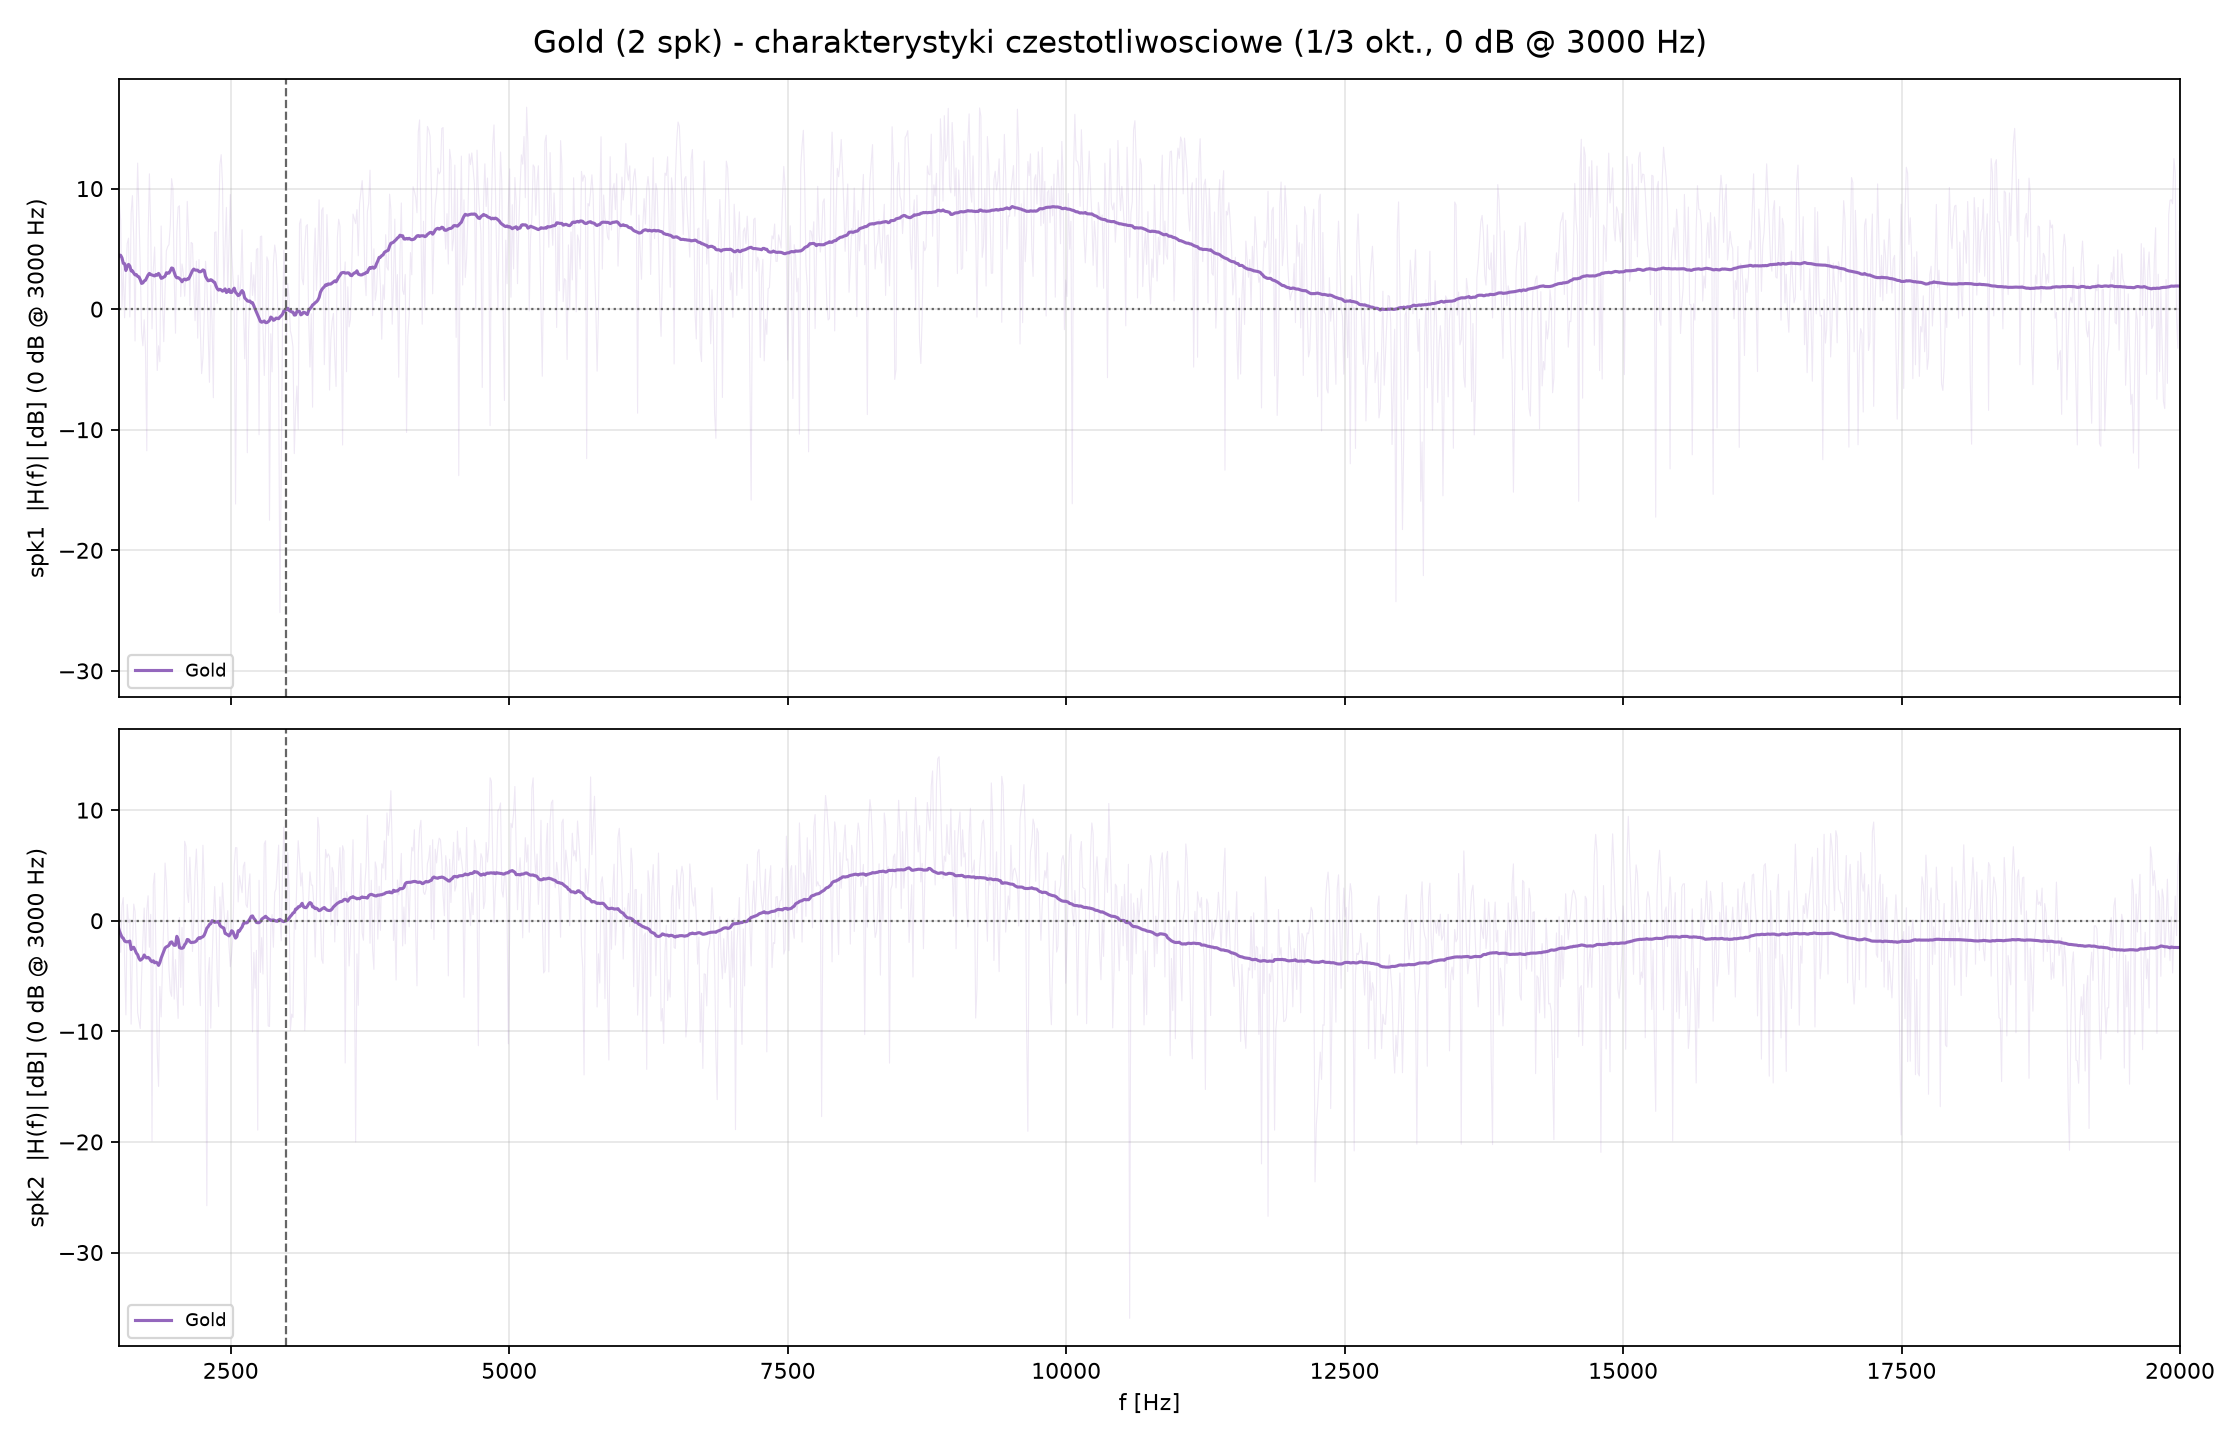 Gold (2 spk) - charakterystyki czestotliwosciowe (1/3 okt., 0 dB @ 3000 Hz)
spk1 |H(f)| [dB] (0 dB @ 3000 Hz)
10
0
−10
−20
−30
Gold
spk2 |H(f)| [dB] (0 dB @ 3000 Hz)
10
0
−10
−20
−30
Gold
2500 5000 7500 10000 12500 15000 17500 20000
f [Hz]